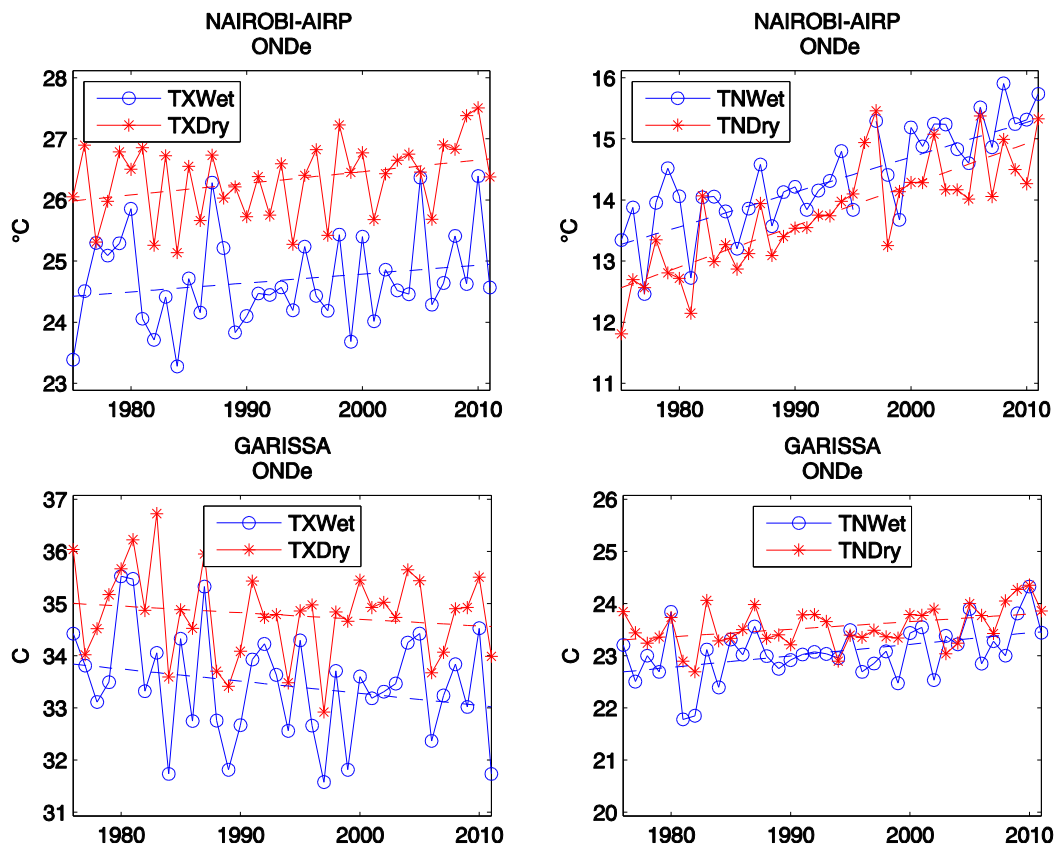 NAIROBI-AIRP
ONDe
28
27
26
25
24
23
°C
TXWet
TXDry
1980
1990
2000
2010
NAIROBI-AIRP
ONDe
16
15
14
13
12
11
°C
TNWet
TNDry
1980
1990
2000
2010
GARISSA
ONDe
37
36
35
34
33
32
31
C
TXWet
TXDry
1980
1990
2000
2010
GARISSA
ONDe
26
25
24
23
22
21
20
C
TNWet
TNDry
1980
1990
2000
2010